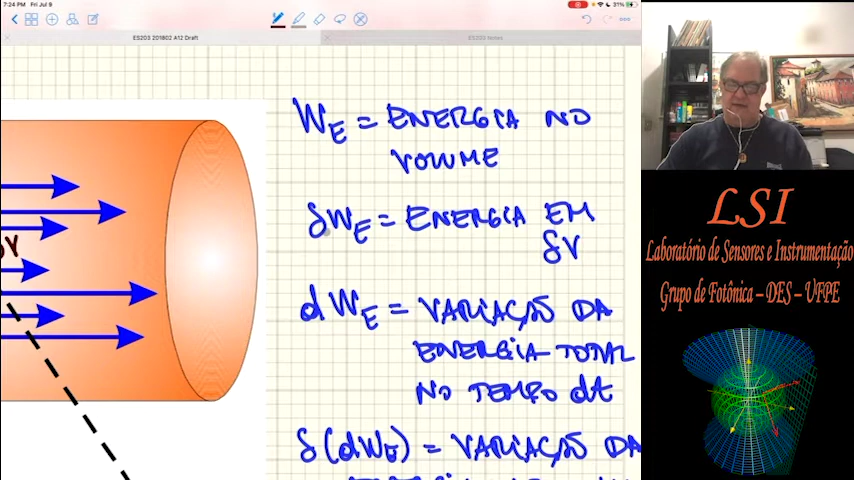 7:24 PM Fri Jul 9
31%
ES203 201802 A12 Draft
ES203 Notes
W_E = ENERGIA NO
VOLUME
δW_E = ENERGIA EM
δV
dW_E = VARIAÇÃO DA
ENERGIA TOTAL
NO TEMPO dt
δ(dW_E) = VARIAÇÃO DA
LSI
Laboratório de Sensores e Instrumentação
Grupo de Fotônica – DES – UFPE